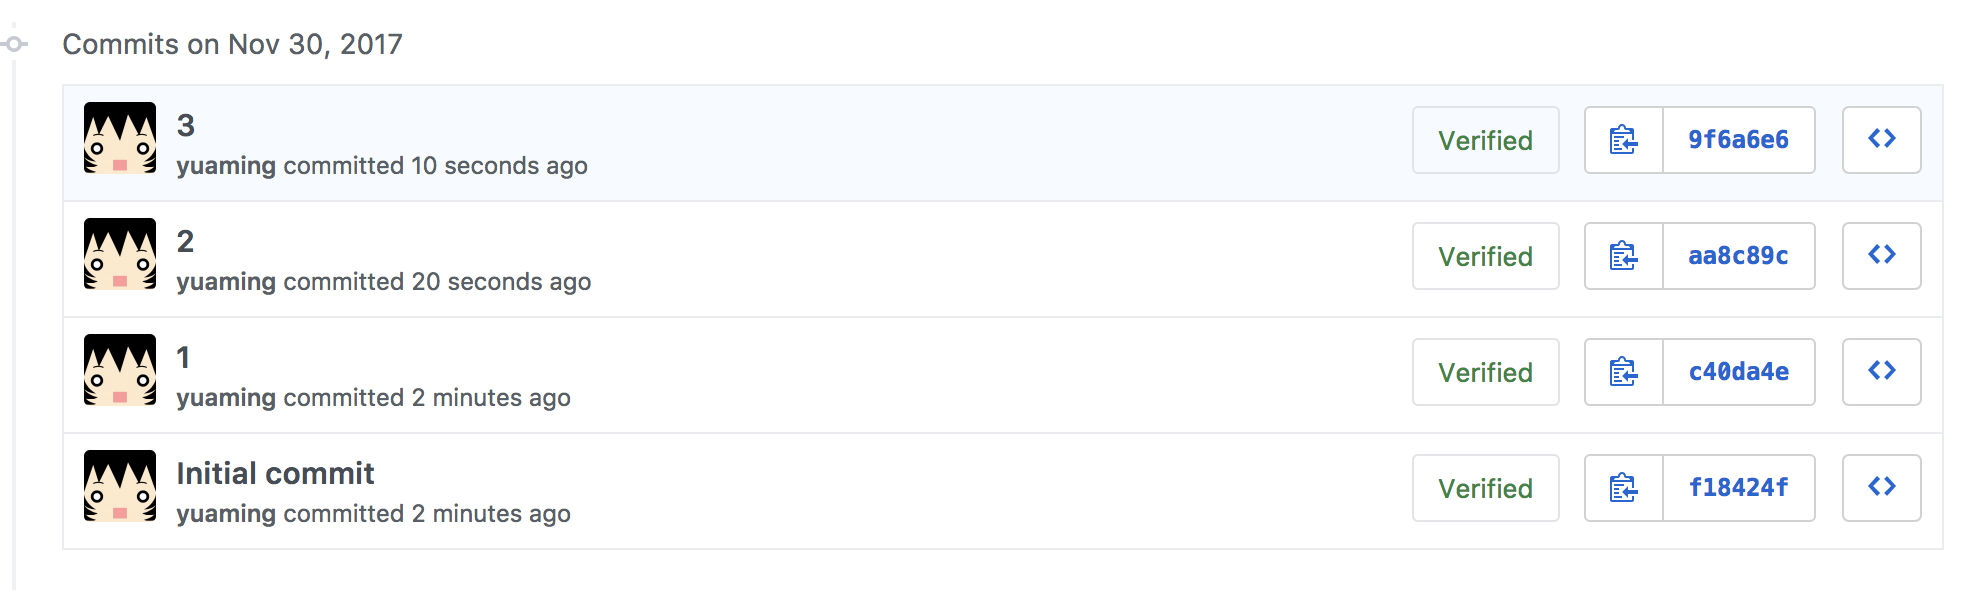 Commits on Nov 30, 2017
3
yuaming committed 10 seconds ago
Verified
9f6a6e6
2
yuaming committed 20 seconds ago
Verified
aa8c89c
1
yuaming committed 2 minutes ago
Verified
c40da4e
Initial commit
yuaming committed 2 minutes ago
Verified
f18424f